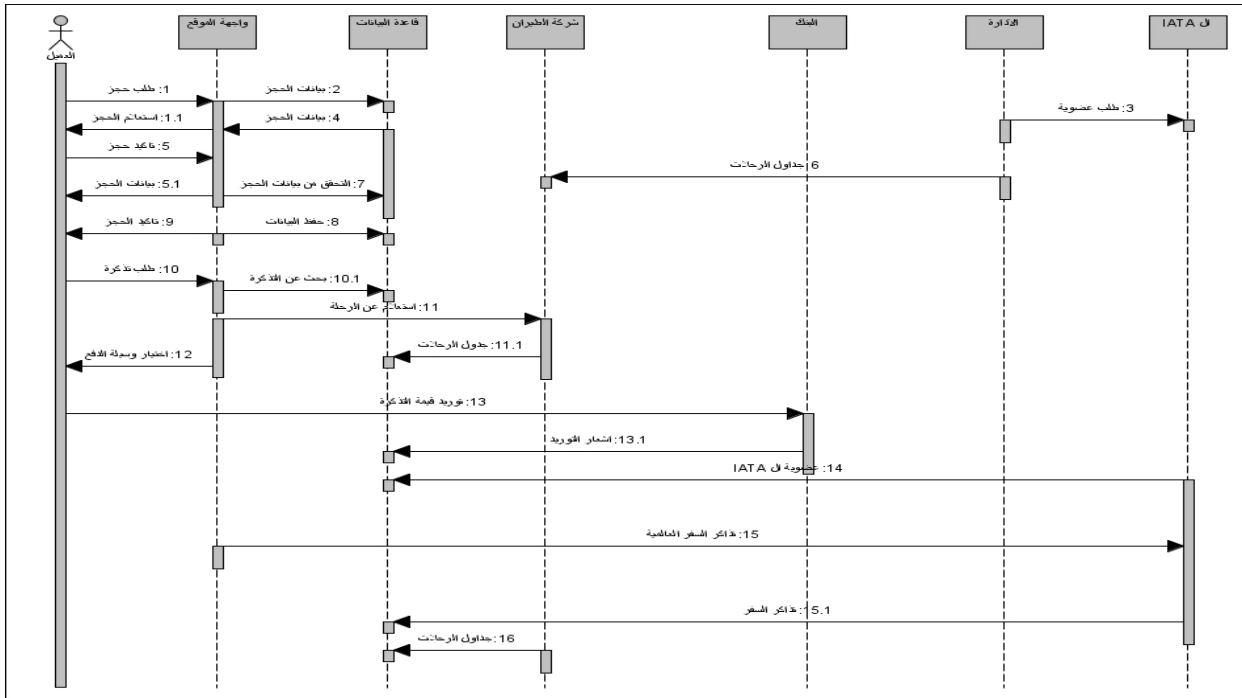 العميل
واجهة الموقع
قاعدة البيانات
شركة الطيران
البنك
الادارة
ال IATA
1: طلب حجز
2: بيانات الحجز
3: طلب عضوية
1.1: استعلام الحجز
4: بيانات الحجز
5: تاكيد حجز
6: جداول الرحلات
5.1: بيانات الحجز
7: التحقق من بيانات الحجز
9: تاكيد الحجز
8: حفظ البيانات
10: طلب تذكرة
10.1: بحث عن التذكرة
11: استعلام عن الرحلة
12: اختيار وسيلة الدفع
11.1: جدول الرحلات
13: توريد قيمة التذكرة
13.1: اشعار التوريد
14: عضوية ال IATA
15: تذاكر السفر العالمية
15.1: تذاكر السفر
16: جداول الرحلات